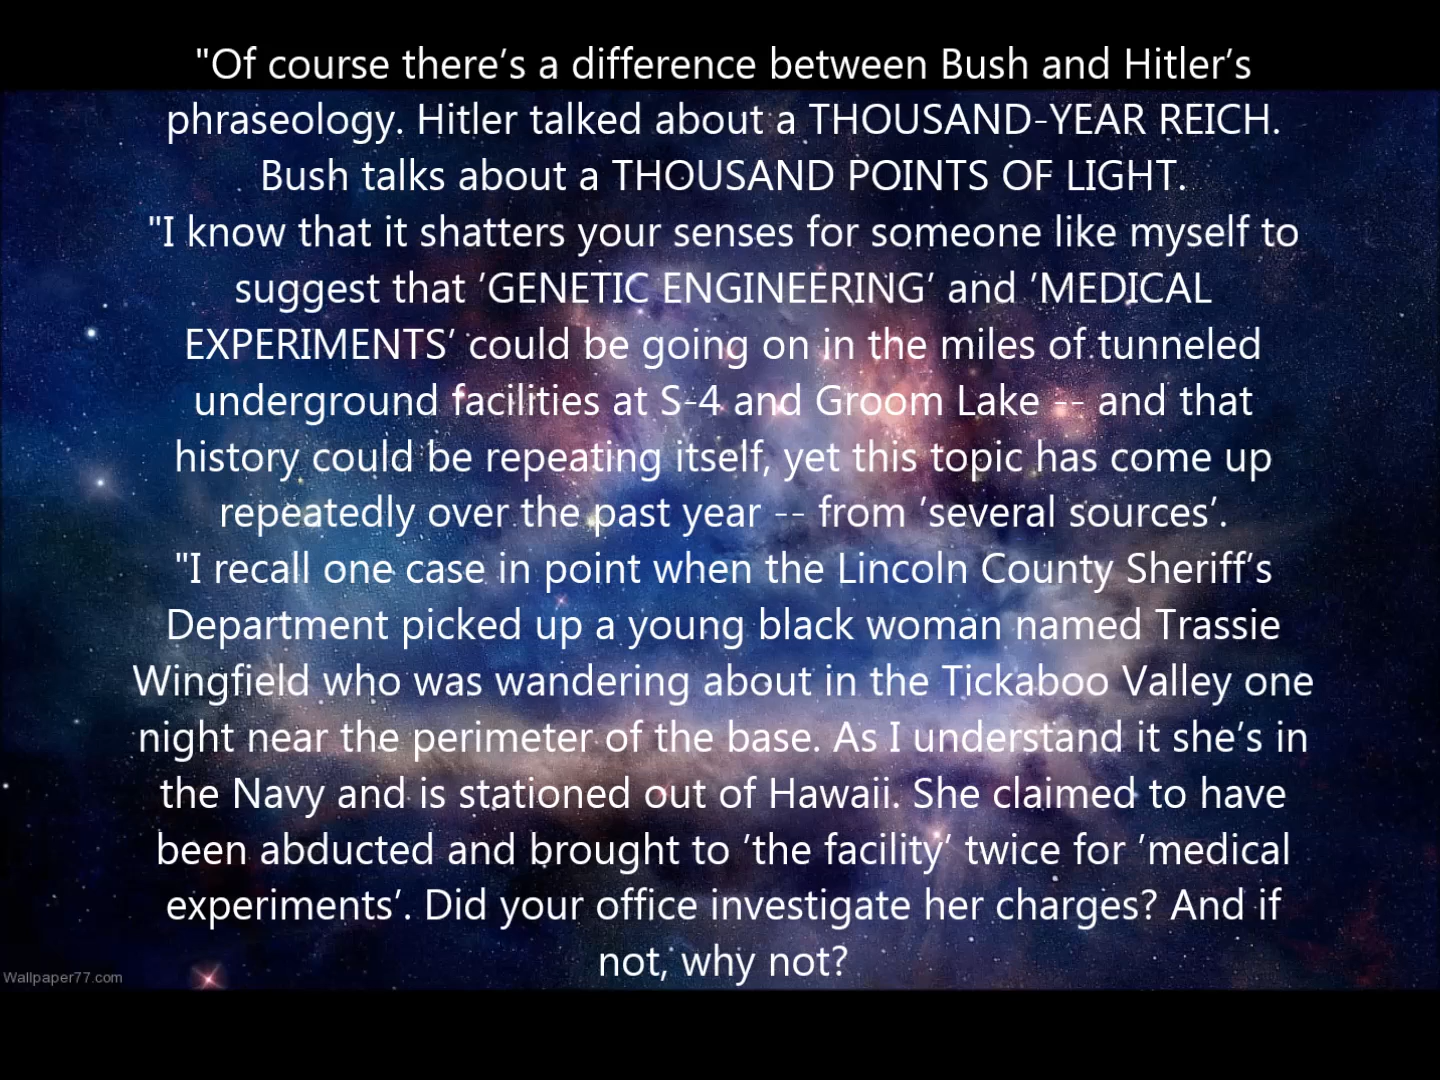 "Of course there's a difference between Bush and Hitler's
phraseology. Hitler talked about a THOUSAND-YEAR REICH.
Bush talks about a THOUSAND POINTS OF LIGHT.
"I know that it shatters your senses for someone like myself to
suggest that 'GENETIC ENGINEERING' and 'MEDICAL
EXPERIMENTS' could be going on in the miles of tunneled
underground facilities at S-4 and Groom Lake -- and that
history could be repeating itself, yet this topic has come up
repeatedly over the past year -- from 'several sources'.
"I recall one case in point when the Lincoln County Sheriff's
Department picked up a young black woman named Trassie
Wingfield who was wandering about in the Tickaboo Valley one
night near the perimeter of the base. As I understand it she's in
the Navy and is stationed out of Hawaii. She claimed to have
been abducted and brought to 'the facility' twice for 'medical
experiments'. Did your office investigate her charges? And if
not, why not?
Wallpaper77.com